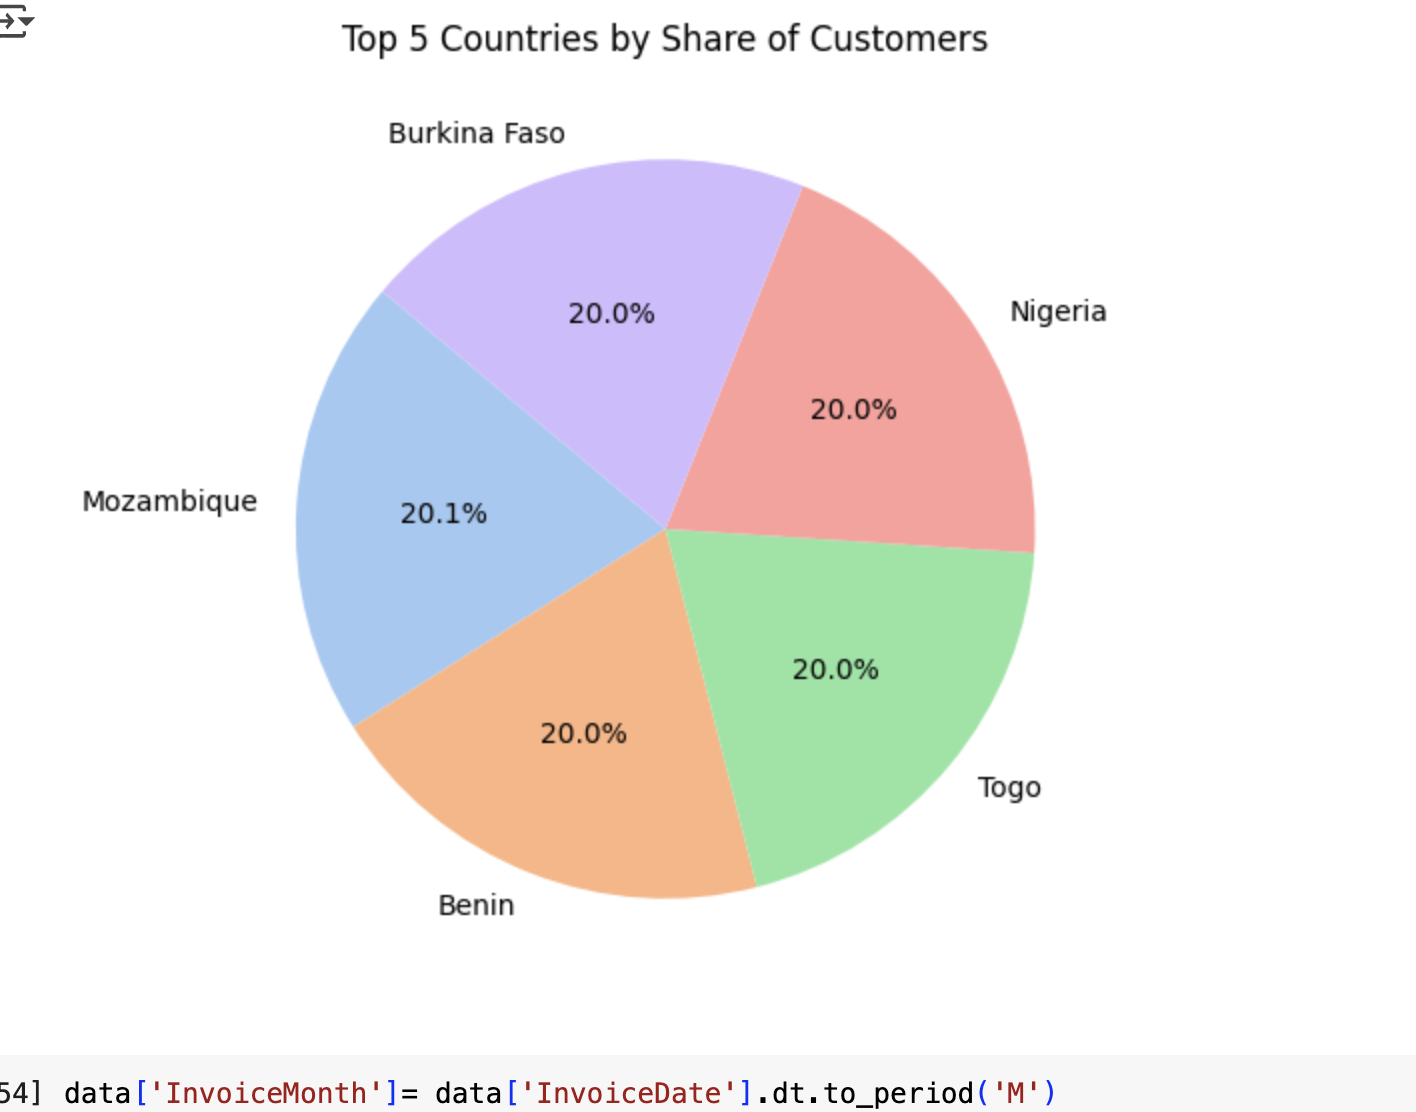 Top 5 Countries by Share of Customers
Burkina Faso
20.0%
Nigeria
20.0%
Mozambique
20.1%
20.0%
Togo
20.0%
Benin
54] data['InvoiceMonth']= data['InvoiceDate'].dt.to_period('M')